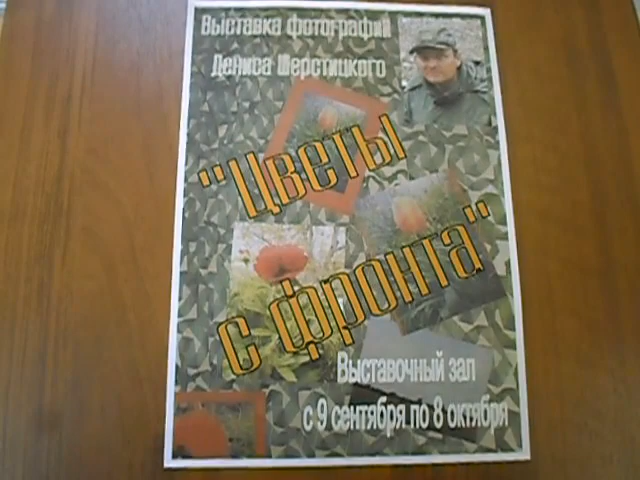 Выставка фотографий
Дениса Шерстицкого
"Цветы
с фронта"
Выставочный зал
с 9 сентября по 8 октября